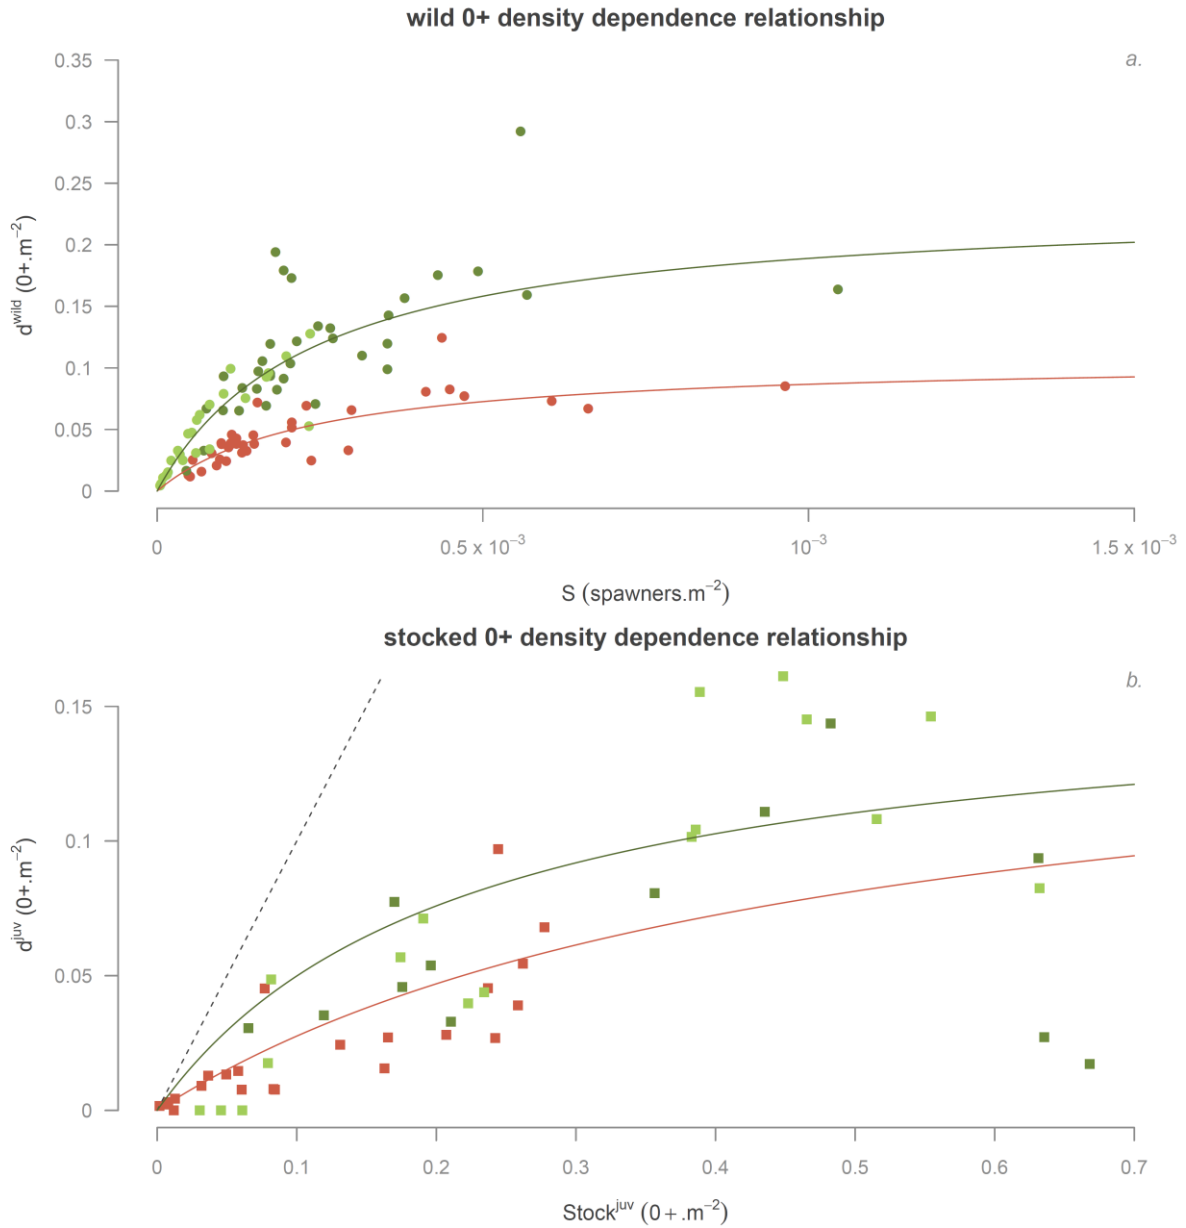 wild 0+ density dependence relationship
a.
0.35
0.3
0.25
0.2
0.15
0.1
0.05
0
d^wild (0+.m^−2)
0 0.5 x 10^−3 10^−3 1.5 x 10^−3
S (spawners.m^−2)
stocked 0+ density dependence relationship
b.
0.15
0.1
0.05
0
d^juv (0+.m^−2)
0 0.1 0.2 0.3 0.4 0.5 0.6 0.7
Stock^juv (0+.m^−2)